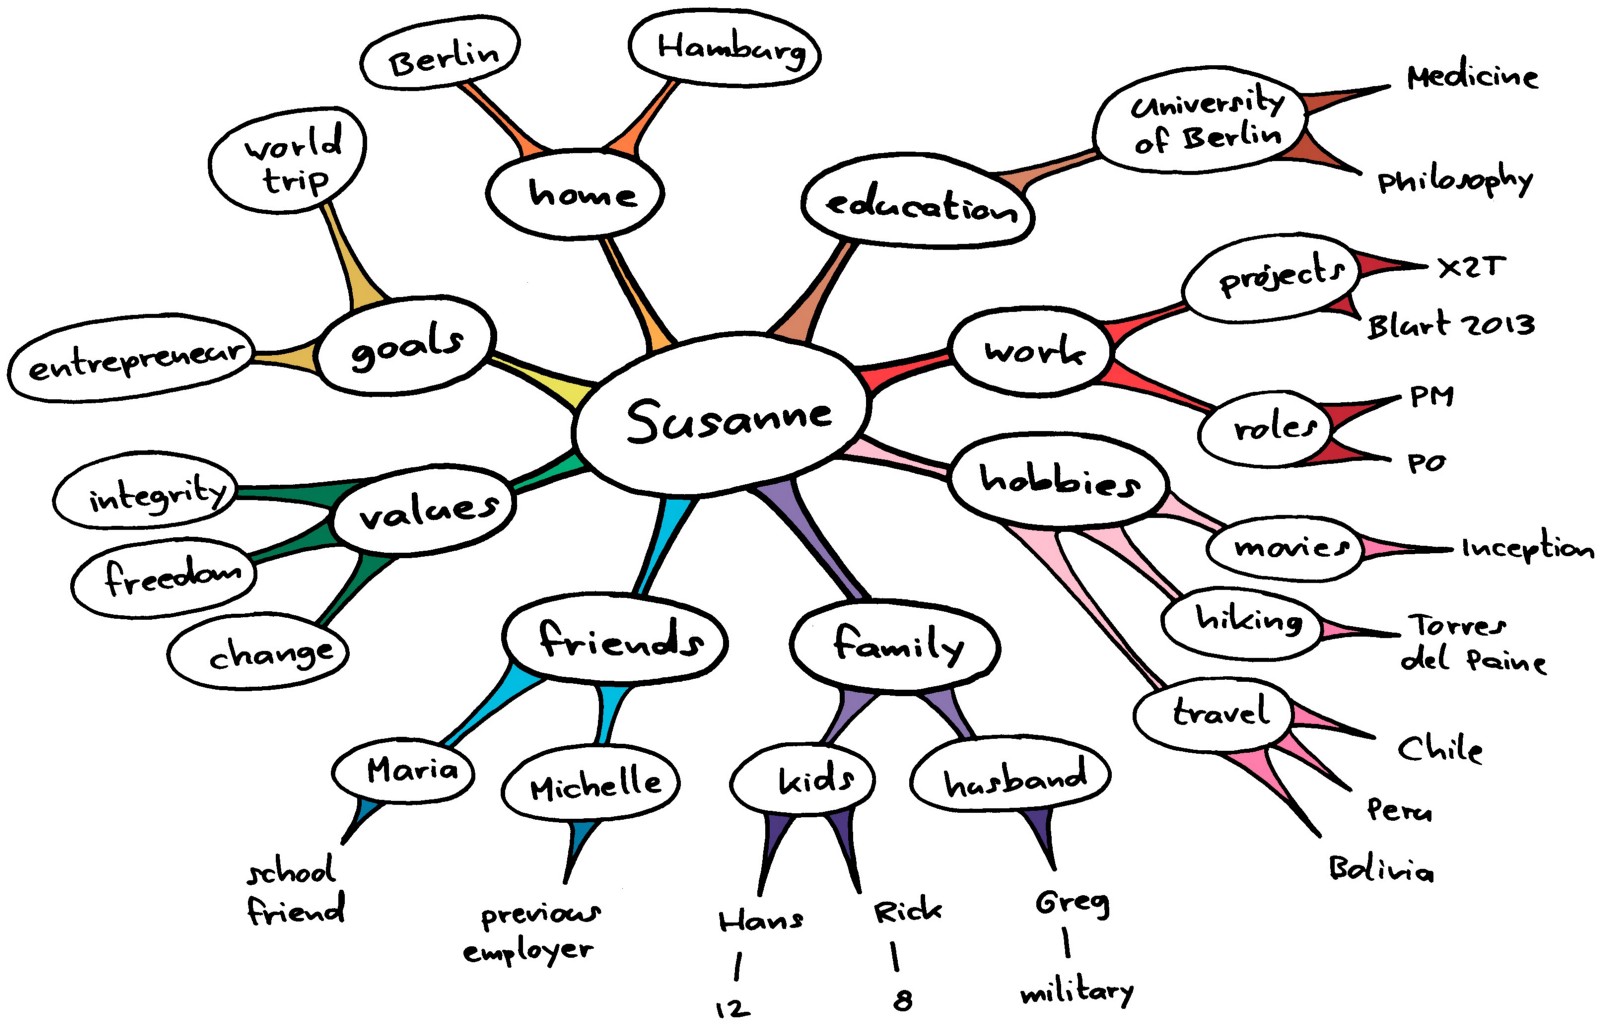 Berlin
Hamburg
world
trip
home
education
University
of Berlin
Medicine
Philosophy
entrepreneur
goals
Susanne
work
projects
X2T
Blurt 2013
roles
PM
PO
integrity
freedom
change
values
hobbies
movies
Inception
hiking
Torres
del Paine
travel
Chile
Peru
Bolivia
friends
Maria
school
friend
Michelle
previous
employer
family
kids
Hans
12
Rick
8
husband
Greg
military